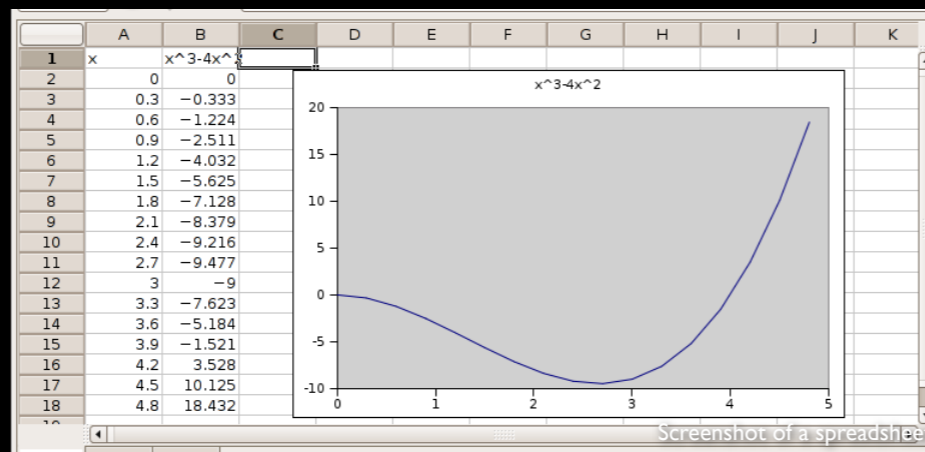 A B C D E F G H I J K
1 x x^3-4x^
2 0 0
3 0.3 −0.333
4 0.6 −1.224
5 0.9 −2.511
6 1.2 −4.032
7 1.5 −5.625
8 1.8 −7.128
9 2.1 −8.379
10 2.4 −9.216
11 2.7 −9.477
12 3 −9
13 3.3 −7.623
14 3.6 −5.184
15 3.9 −1.521
16 4.2 3.528
17 4.5 10.125
18 4.8 18.432
x^3-4x^2
20
15
10
5
0
-5
-10
0 1 2 3 4 5
Screenshot of a spreadshee